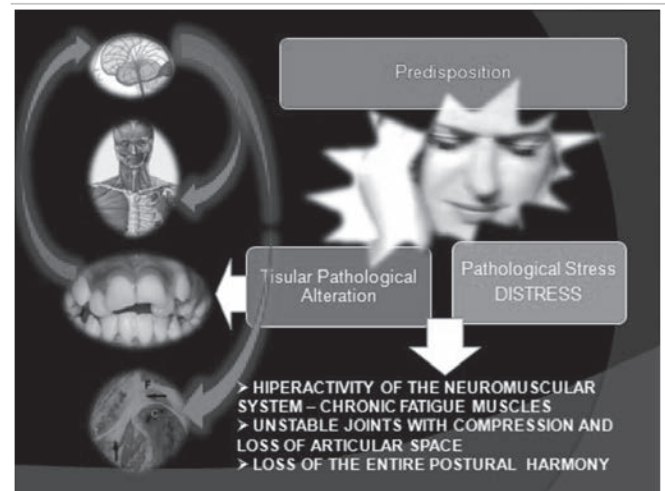 Predisposition
Tisular Pathological
Alteration
Pathological Stress
DISTRESS
➢ HIPERACTIVITY OF THE NEUROMUSCULAR
SYSTEM – CHRONIC FATIGUE MUSCLES
➢ UNSTABLE JOINTS WITH COMPRESSION AND
LOSS OF ARTICULAR SPACE
➢ LOSS OF THE ENTIRE POSTURAL HARMONY